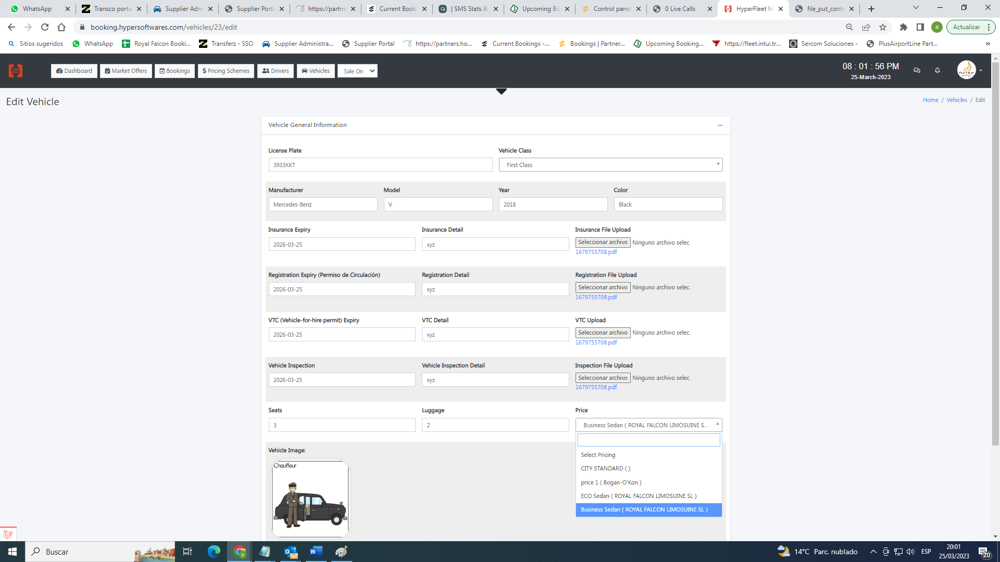 WhatsApp
Transco porta
Supplier Adm
Supplier Porta
https://partne
Current Booki
| SMS Stats &
Upcoming Bo
Control panel
0 Live Calls
HyperFleet M
file_put_conte
booking.hypersoftwares.com/vehicles/23/edit
a
Actualizar
Sitios sugeridos
WhatsApp
Royal Falcon Booki...
Transferz - SSO
Supplier Administra...
Supplier Portal
https://partners.ho...
Current Bookings -...
Bookings | Partner...
Upcoming Booking...
https://fleet.intui.tr...
Sercom Soluciones -
PlusAirportLine Part...
»
Dashboard
Market Offers
Bookings
$ Pricing Schemes
Drivers
Vehicles
Sale On
08 : 01 : 56 PM
25-March-2023
Edit Vehicle
Home / Vehicles / Edit
Vehicle General Information
License Plate
Vehicle Class
3933KKT
First Class
Manufacturer
Model
Year
Color
Mercedes-Benz
V
2018
Black
Insurance Expiry
Insurance Detail
Insurance File Upload
2026-03-25
xyz
Seleccionar archivo Ninguno archivo selec.
1679755708.pdf
Registration Expiry (Permiso de Circulación)
Registration Detail
Registration File Upload
2026-03-25
xyz
Seleccionar archivo Ninguno archivo selec.
1679755708.pdf
VTC (Vehicle-for-hire permit) Expiry
VTC Detail
VTC Upload
2026-03-25
xyz
Seleccionar archivo Ninguno archivo selec.
1679755708.pdf
Vehicle Inspection
Vehicle Inspection Detail
Inspection File Upload
2026-03-25
xyz
Seleccionar archivo Ninguno archivo selec.
1679755708.pdf
Seats
Luggage
Price
3
2
Business Sedan ( ROYAL FALCON LIMOSUINE S...
Select Pricing
CITY STANDARD ( )
price 1 ( Bogan-O'Kon )
ECO Sedan ( ROYAL FALCON LIMOSUINE SL )
Business Sedan ( ROYAL FALCON LIMOSUINE SL )
Vehicle Image:
Chauffeur
Buscar
14°C Parc. nublado
ESP
20:01
25/03/2023
20